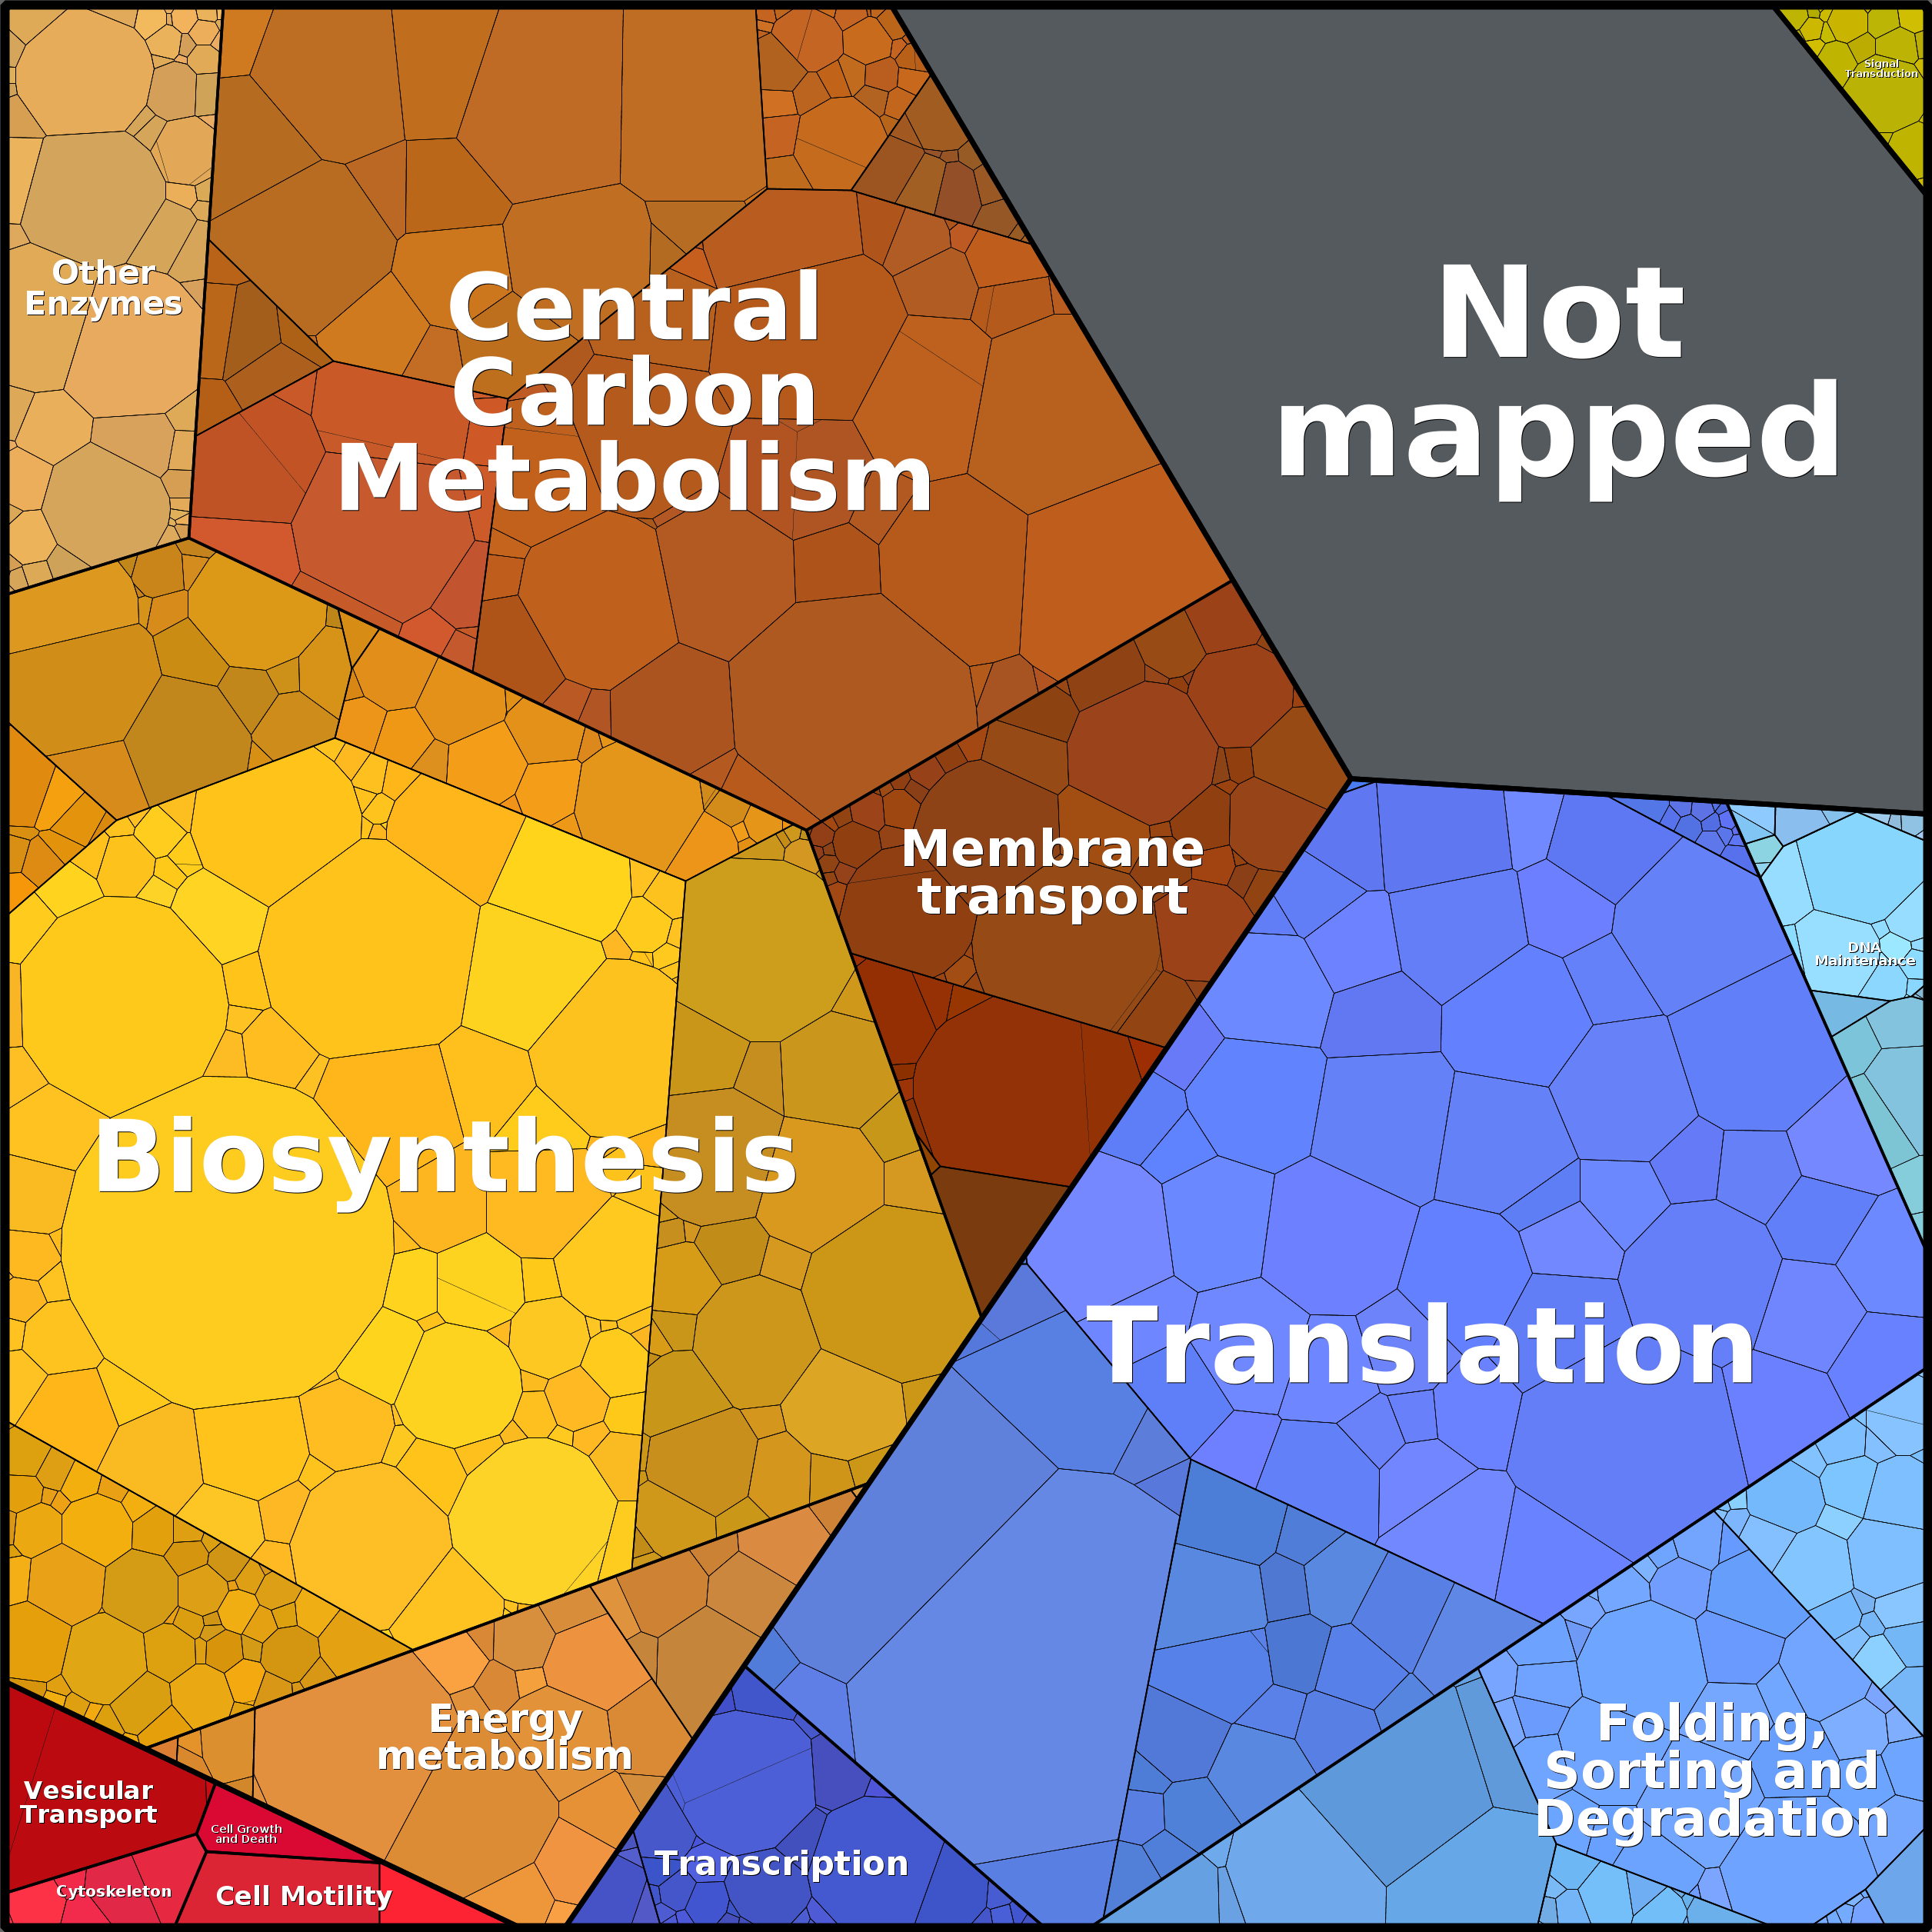 Signal
Transduction
Other
Enzymes
Central
Carbon
Metabolism
Not
mapped
Membrane
transport
DNA
Maintenance
Biosynthesis
Translation
Energy
metabolism
Folding,
Sorting and
Degradation
Vesicular
Transport
Cell Growth
and Death
Transcription
Cytoskeleton
Cell Motility